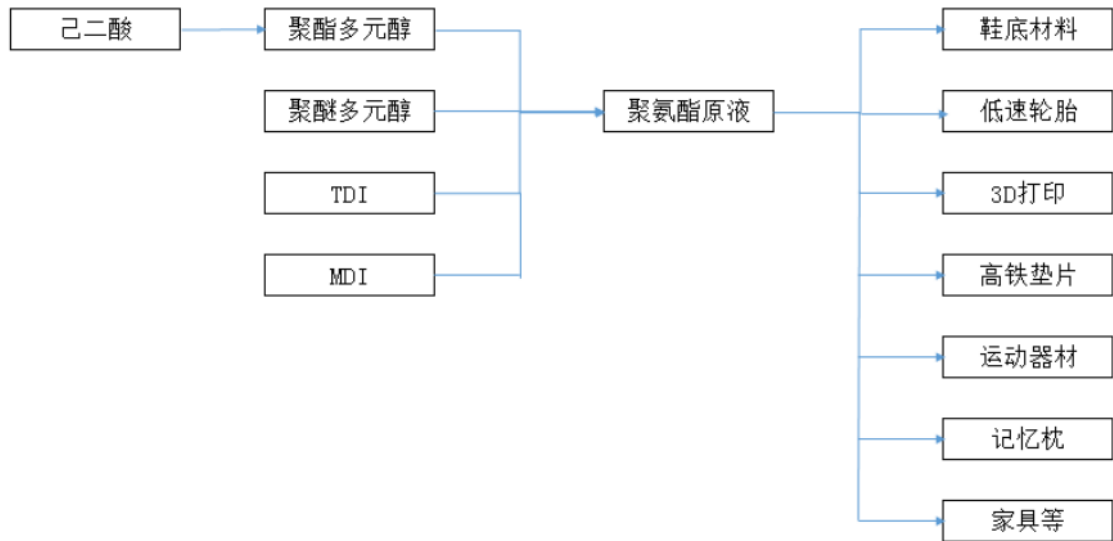 己二酸
聚酯多元醇
聚醚多元醇
TDI
MDI
聚氨酯原液
鞋底材料
低速轮胎
3D打印
高铁垫片
运动器材
记忆枕
家具等